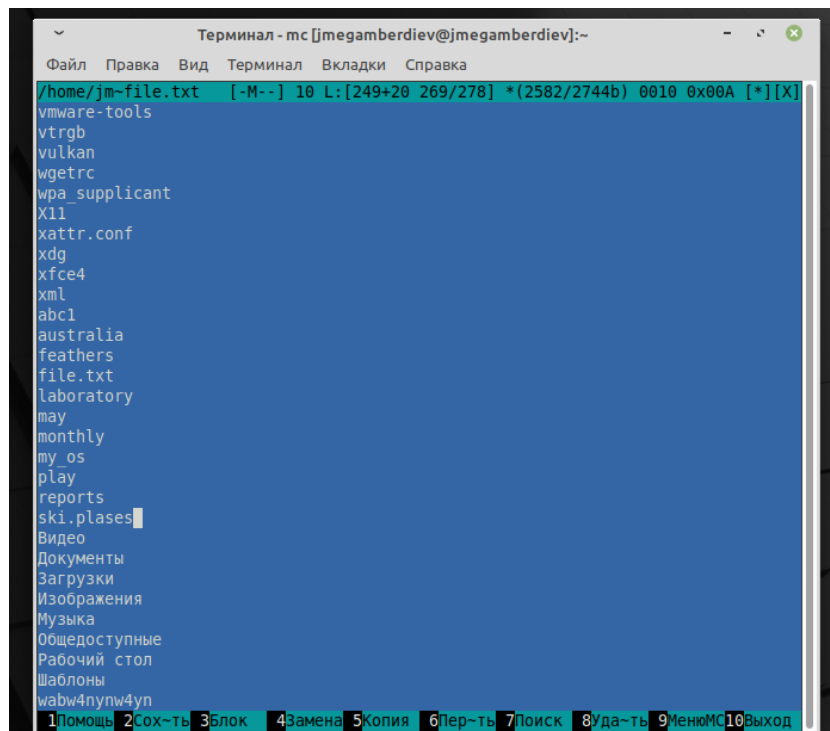 Терминал - mc [jmegamberdiev@jmegamberdiev]:~
Файл Правка Вид Терминал Вкладки Справка
/home/jm~file.txt [-M--] 10 L:[249+20 269/278] *(2582/2744b) 0010 0x00A [*][X]
vmware-tools
vtrgb
vulkan
wgetrc
wpa_supplicant
X11
xattr.conf
xdg
xfce4
xml
abc1
australia
feathers
file.txt
laboratory
may
monthly
my_os
play
reports
ski.plases
Видео
Документы
Загрузки
Изображения
Музыка
Общедоступные
Рабочий стол
Шаблоны
wabw4nynw4yn
1Помощь 2Сох~ть 3Блок 4Замена 5Копия 6Пер~ть 7Поиск 8Уда~ть 9МенюМС10Выход